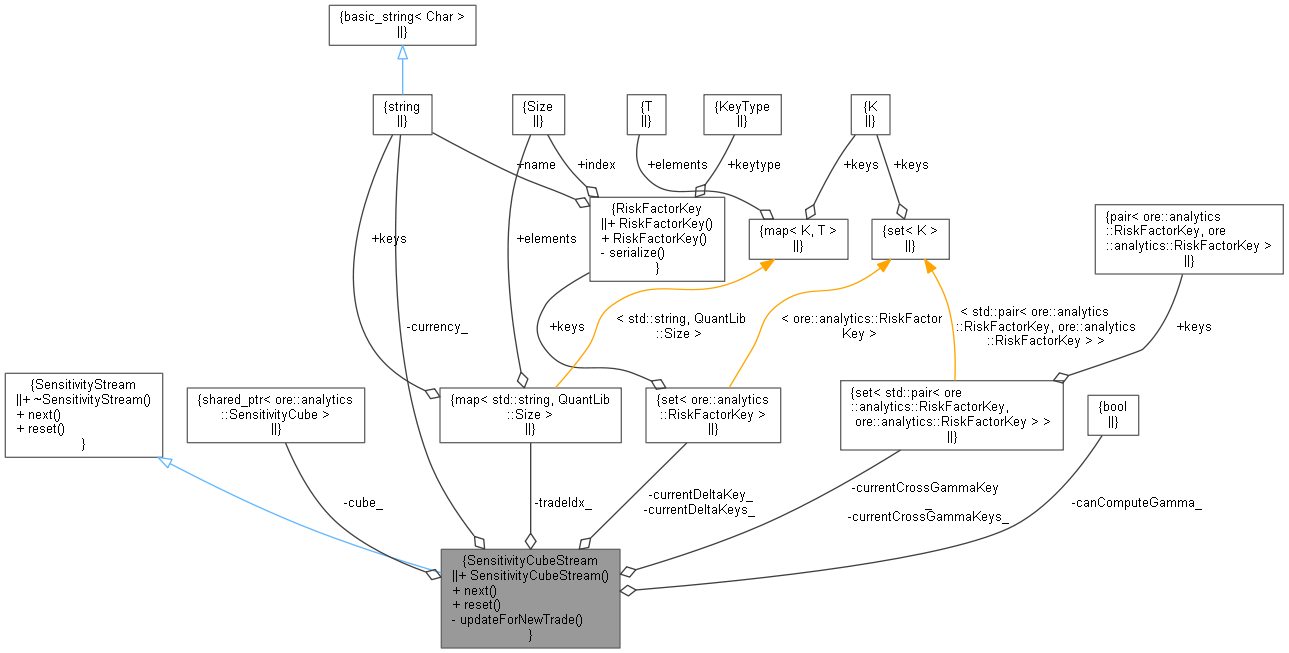 {basic_string< Char >
||}
{string
||}
{Size
||}
{T
||}
{KeyType
||}
{K
||}
+name
+index
+elements
+keytype
+keys
+keys
{RiskFactorKey
||+ RiskFactorKey()
+ RiskFactorKey()
- serialize()
}
{map< K, T >
||}
{set< K >
||}
{pair< ore::analytics
::RiskFactorKey, ore
::analytics::RiskFactorKey >
||}
+keys
+elements
-currency_
+keys
< std::string, QuantLib
::Size >
< ore::analytics::RiskFactor
Key >
< std::pair< ore::analytics
::RiskFactorKey, ore::analytics
::RiskFactorKey > >
+keys
{SensitivityStream
||+ ~SensitivityStream()
+ next()
+ reset()
}
{shared_ptr< ore::analytics
::SensitivityCube >
||}
{map< std::string, QuantLib
::Size >
||}
{set< ore::analytics
::RiskFactorKey >
||}
{set< std::pair< ore
::analytics::RiskFactorKey,
ore::analytics::RiskFactorKey > >
||}
{bool
||}
-cube_
-tradeIdx_
-currentDeltaKey_
-currentDeltaKeys_
-currentCrossGammaKey
_
-currentCrossGammaKeys_
-canComputeGamma_
{SensitivityCubeStream
||+ SensitivityCubeStream()
+ next()
+ reset()
- updateForNewTrade()
}